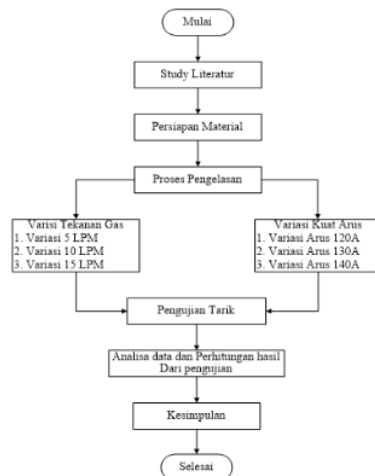 Mulai
Study Literatur
Persiapan Material
Proses Pengelasan
Varisi Tekanan Gas
1. Variasi 5 LPM
2. Variasi 10 LPM
3. Variasi 15 LPM
Variasi Kuat Arus
1. Variasi Arus 120A
2. Variasi Arus 130A
3. Variasi Arus 140A
Pengujian Tarik
Analisa data dan Perhitungan hasil
Dari pengujian
Kesimpulan
Selesai